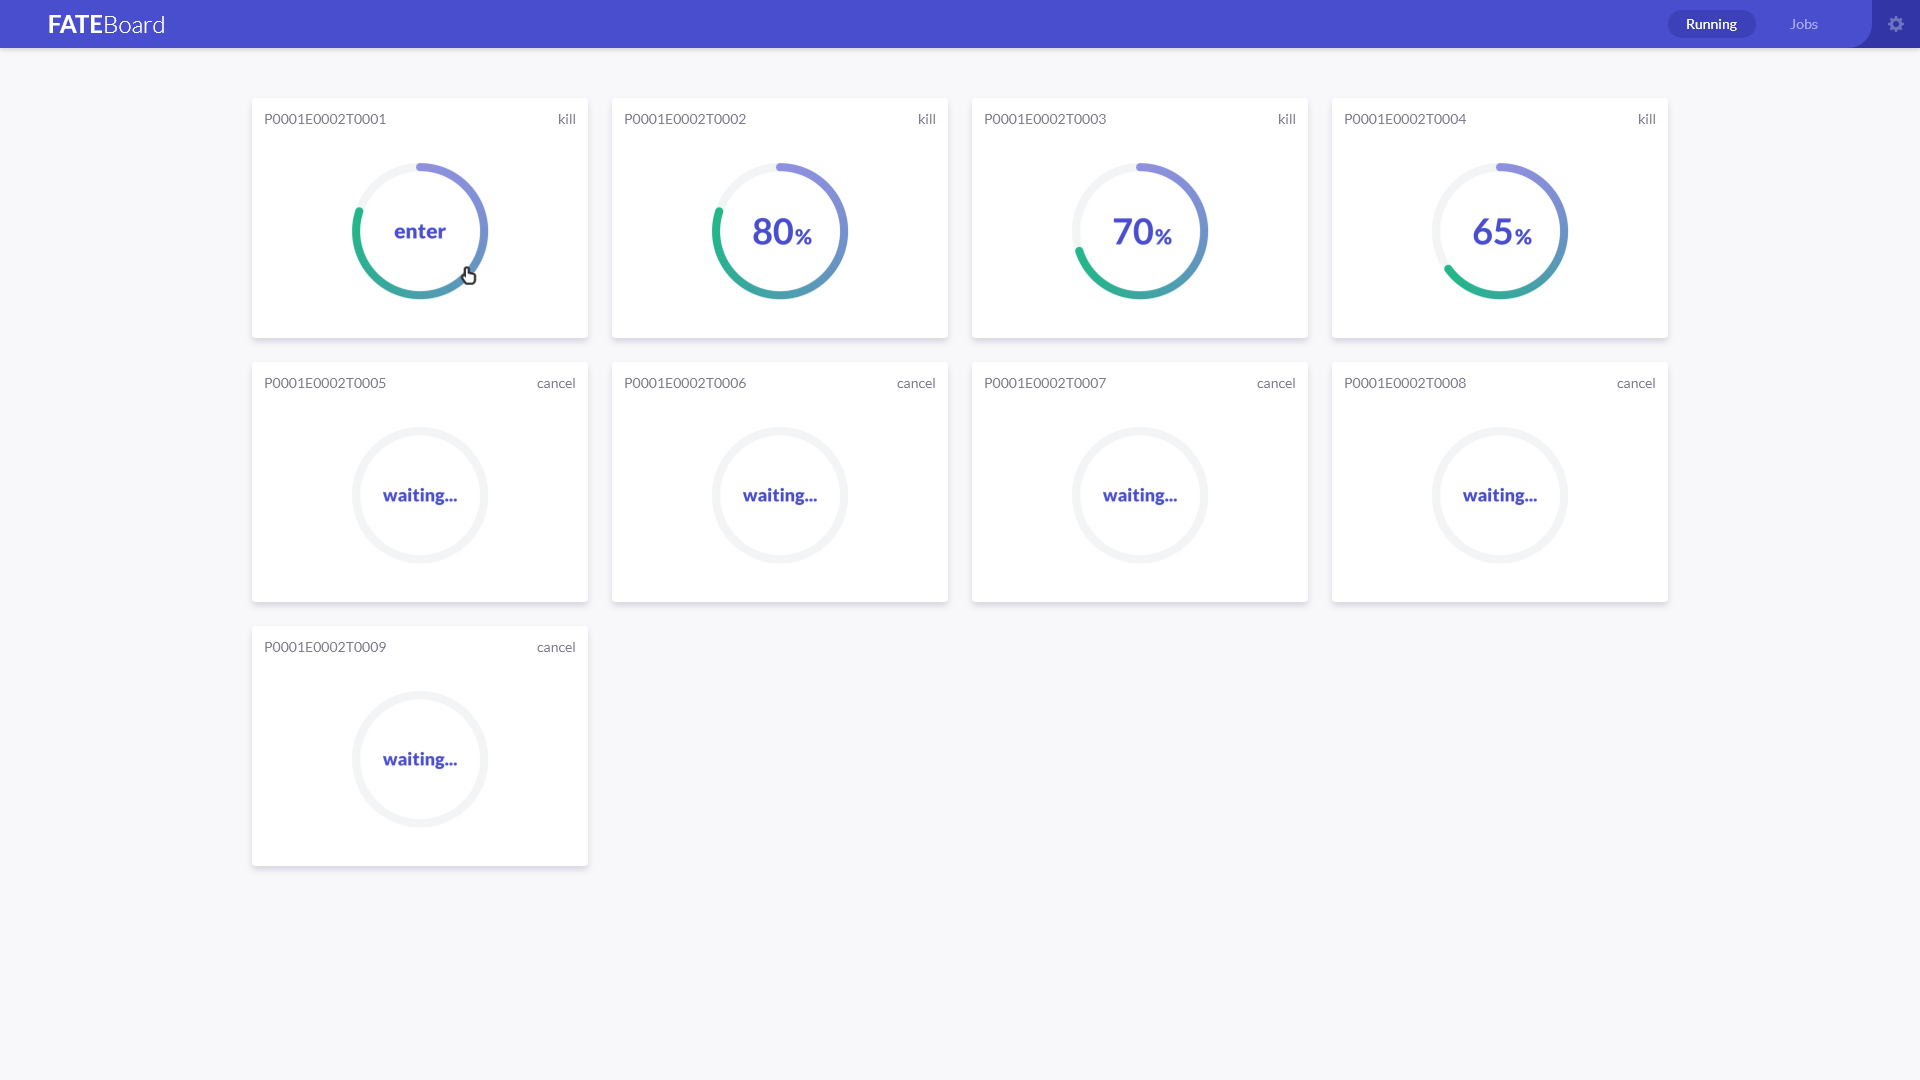 FATEBoard Running Jobs
P0001E0002T0001 kill P0001E0002T0002 kill P0001E0002T0003 kill P0001E0002T0004 kill
enter 80% 70% 65%
P0001E0002T0005 cancel P0001E0002T0006 cancel P0001E0002T0007 cancel P0001E0002T0008 cancel
waiting... waiting... waiting... waiting...
P0001E0002T0009 cancel
waiting...